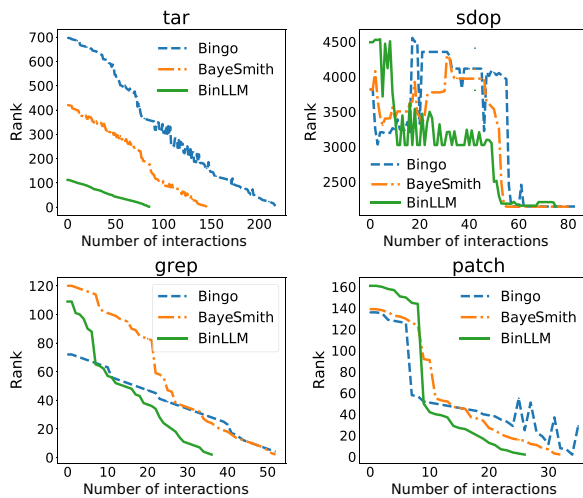 tar
700
600
500
400
300
200
100
0
Rank
0 50 100 150 200
Number of interactions
Bingo
BayeSmith
BinLLM
sdop
4500
4000
3500
3000
2500
Rank
0 20 40 60 80
Number of interactions
Bingo
BayeSmith
BinLLM
grep
120
100
80
60
40
20
0
Rank
0 10 20 30 40 50
Number of interactions
Bingo
BayeSmith
BinLLM
patch
160
140
120
100
80
60
40
20
0
Rank
0 10 20 30
Number of interactions
Bingo
BayeSmith
BinLLM